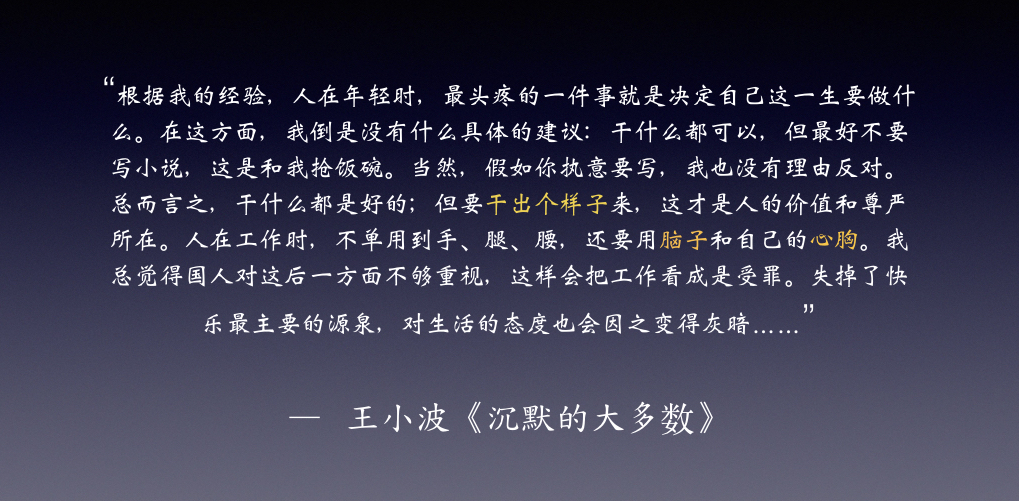 “根据我的经验，人在年轻时，最头疼的一件事就是决定自己这一生要做什
么。在这方面，我倒是没有什么具体的建议：干什么都可以，但最好不要
写小说，这是和我抢饭碗。当然，假如你执意要写，我也没有理由反对。
总而言之，干什么都是好的；但要干出个样子来，这才是人的价值和尊严
所在。人在工作时，不单用到手、腿、腰，还要用脑子和自己的心胸。我
总觉得国人对这后一方面不够重视，这样会把工作看成是受罪。失掉了快
乐最主要的源泉，对生活的态度也会因之变得灰暗……”
— 王小波《沉默的大多数》